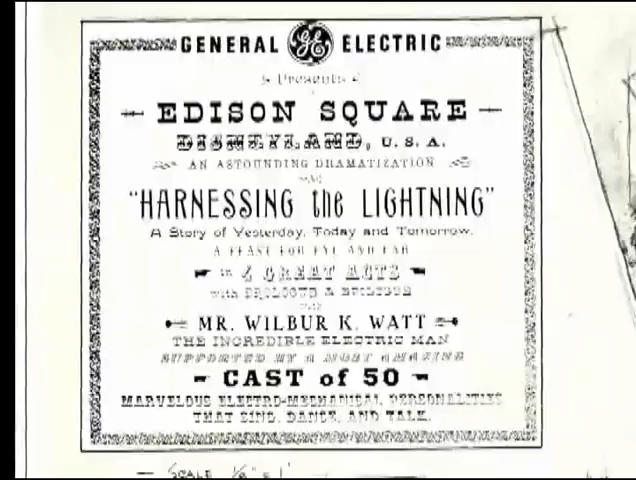 GENERAL GE ELECTRIC
Presents
EDISON SQUARE
DISNEYLAND, U.S.A.
AN ASTOUNDING DRAMATIZATION
"HARNESSING the LIGHTNING"
A Story of Yesterday, Today and Tomorrow.
A FEAST FOR EYE AND EAR
in 4 GREAT ACTS
with PROLOGUE & EPILOGUE
MR. WILBUR K. WATT
THE INCREDIBLE ELECTRIC MAN
SUPPORTED BY A MOST AMAZING
CAST of 50
MARVELOUS ELECTRO-MECHANICAL PERSONALITIES
THAT SING, DANCE, AND TALK.
SCALE